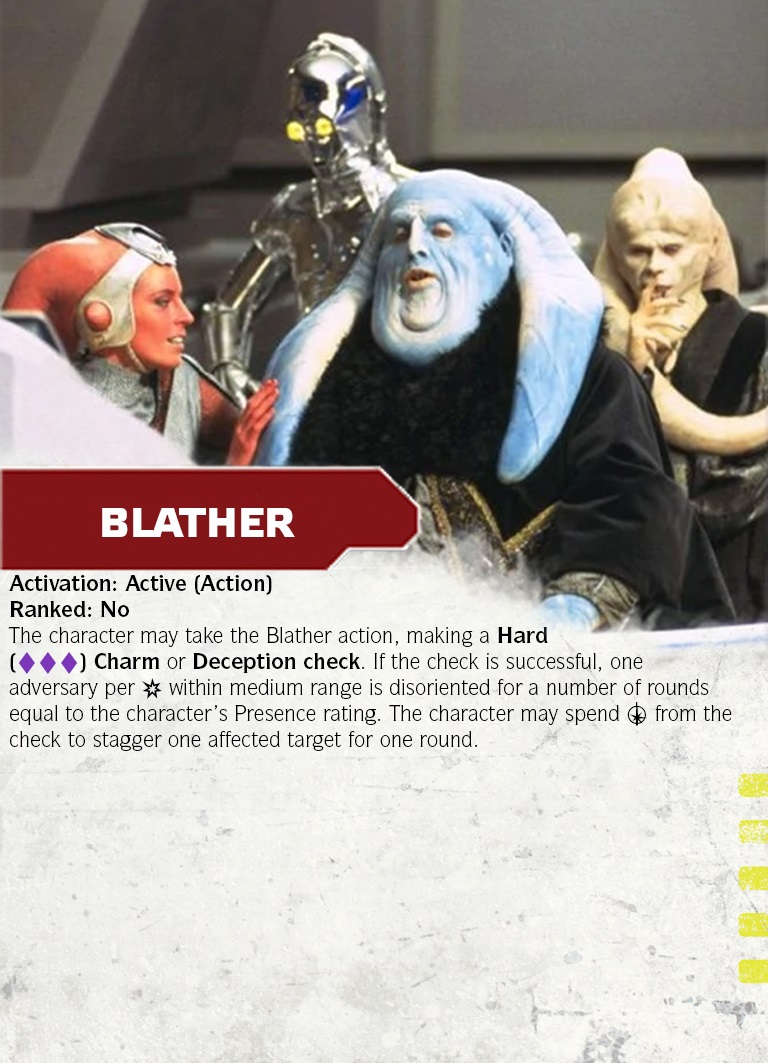 BLATHER
Activation: Active (Action)
Ranked: No
The character may take the Blather action, making a Hard
(♦♦♦) Charm or Deception check. If the check is successful, one
adversary per within medium range is disoriented for a number of rounds
equal to the character's Presence rating. The character may spend from the
check to stagger one affected target for one round.